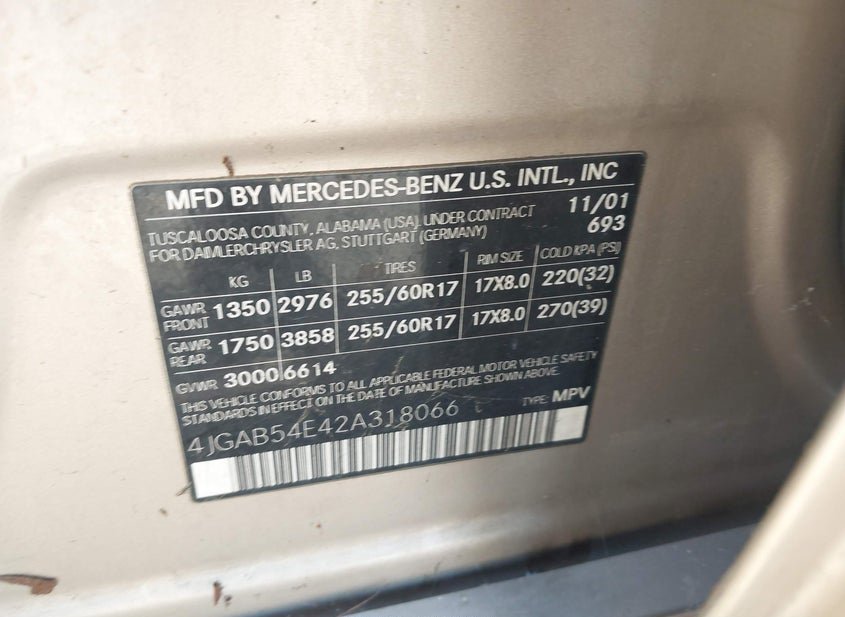 MFD BY MERCEDES-BENZ U.S. INTL., INC
TUSCALOOSA COUNTY, ALABAMA (USA) UNDER CONTRACT 11/01
FOR DAIMLERCHRYSLER AG, STUTTGART (GERMANY) 693
KG LB TIRES RIM SIZE COLD KPA (PSI)
GAWR FRONT 1350 2976 255/60R17 17X8.0 220(32)
GAWR REAR 1750 3858 255/60R17 17X8.0 270(39)
GVWR 3000 6614
THIS VEHICLE CONFORMS TO ALL APPLICABLE FEDERAL MOTOR VEHICLE SAFETY
STANDARDS IN EFFECT ON THE DATE OF MANUFACTURE SHOWN ABOVE.
4JGAB54E42A318066 TYPE: MPV